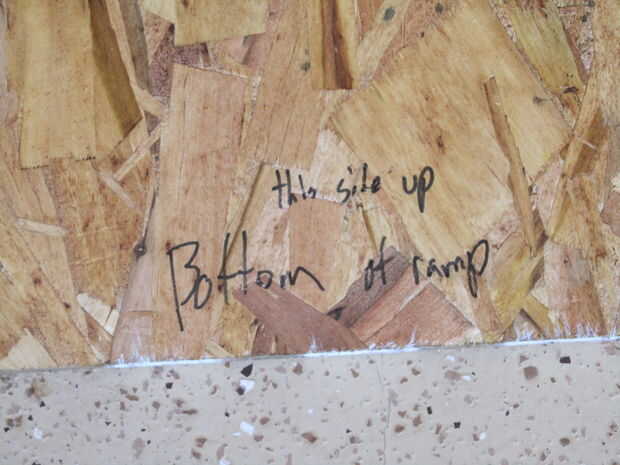 this side up
Bottom of ramp